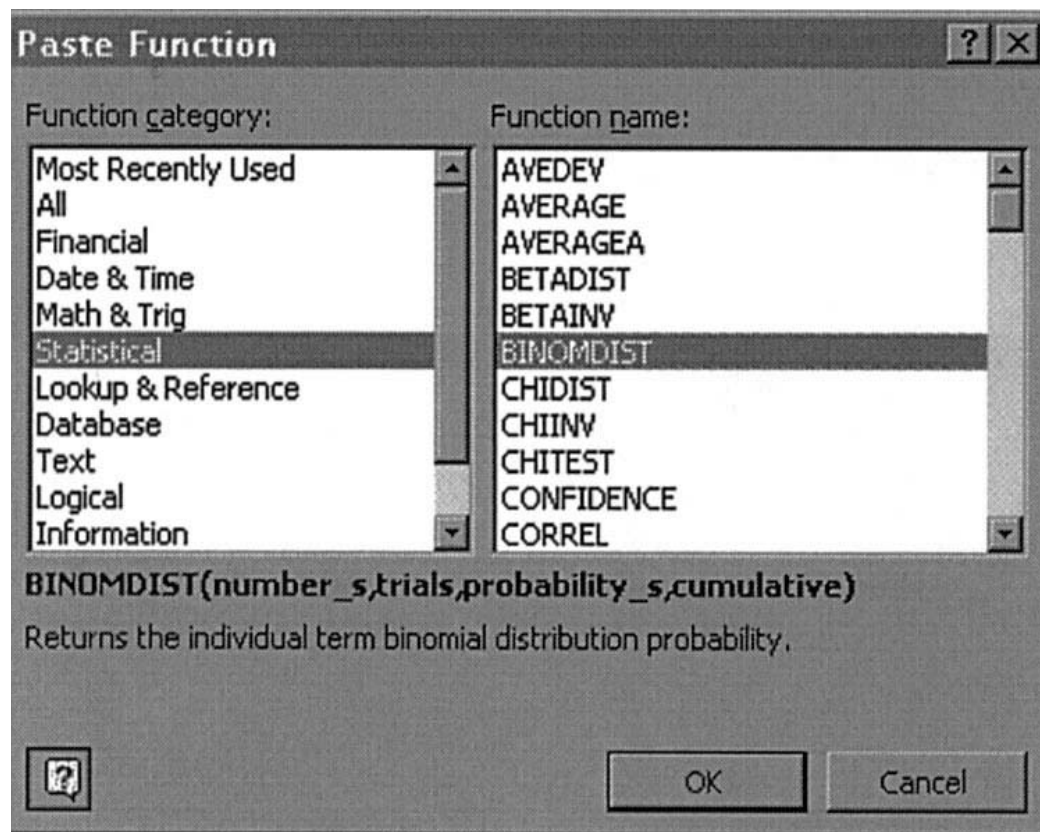 Paste Function
Function category:
Most Recently Used
All
Financial
Date & Time
Math & Trig
Statistical
Lookup & Reference
Database
Text
Logical
Information
Function name:
AVEDEV
AVERAGE
AVERAGEA
BETADIST
BETAINV
BINOMDIST
CHIDIST
CHIINV
CHITEST
CONFIDENCE
CORREL
BINOMDIST(number_s,trials,probability_s,cumulative)
Returns the individual term binomial distribution probability.
OK
Cancel